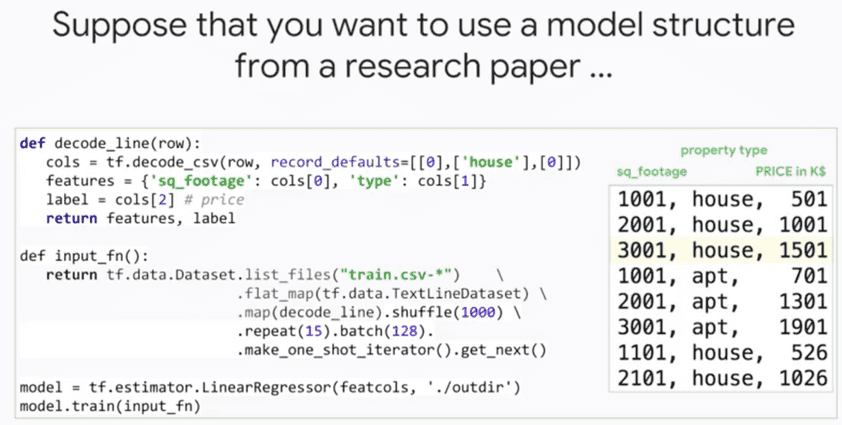 Suppose that you want to use a model structure
from a research paper ...
def decode_line(row):
cols = tf.decode_csv(row, record_defaults=[[0],['house'],[0]])
features = {'sq_footage': cols[0], 'type': cols[1]}
label = cols[2] # price
return features, label
def input_fn():
return tf.data.Dataset.list_files("train.csv-*") \
.flat_map(tf.data.TextLineDataset) \
.map(decode_line).shuffle(1000) \
.repeat(15).batch(128).
.make_one_shot_iterator().get_next()
model = tf.estimator.LinearRegressor(featcols, './outdir')
model.train(input_fn)
property type
sq_footage PRICE in K$
1001, house, 501
2001, house, 1001
3001, house, 1501
1001, apt, 701
2001, apt, 1301
3001, apt, 1901
1101, house, 526
2101, house, 1026